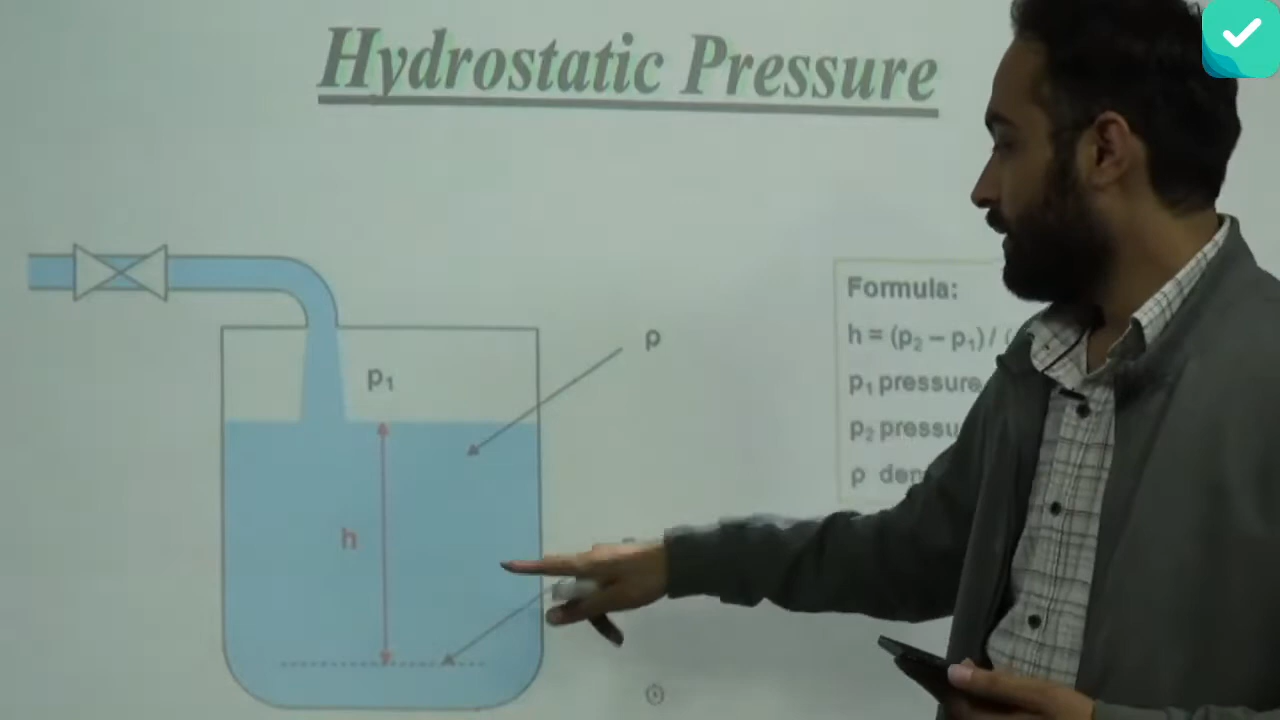 Hydrostatic Pressure
p₁
ρ
h
Formula:
h = (p₂ – p₁) / (
p₁ pressure
p₂ pressu
ρ den